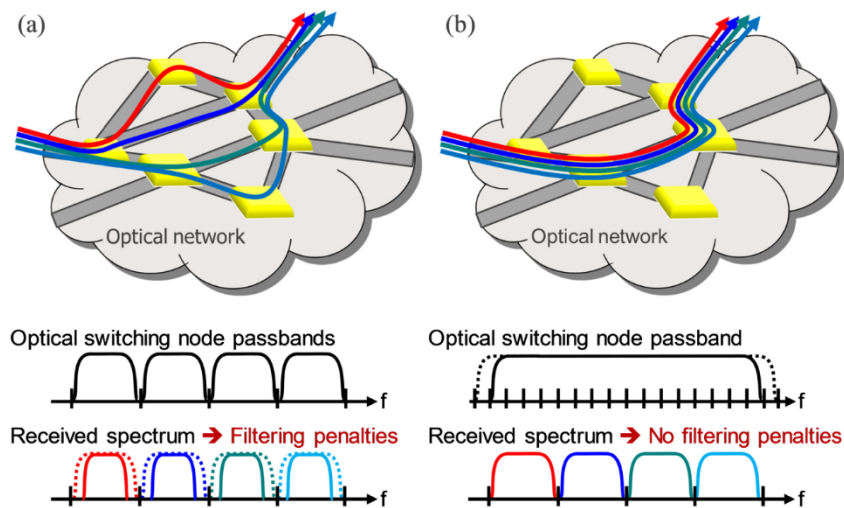 (a)
Optical network
Optical switching node passbands
f
Received spectrum ➔ Filtering penalties
f
(b)
Optical network
Optical switching node passband
f
Received spectrum ➔ No filtering penalties
f